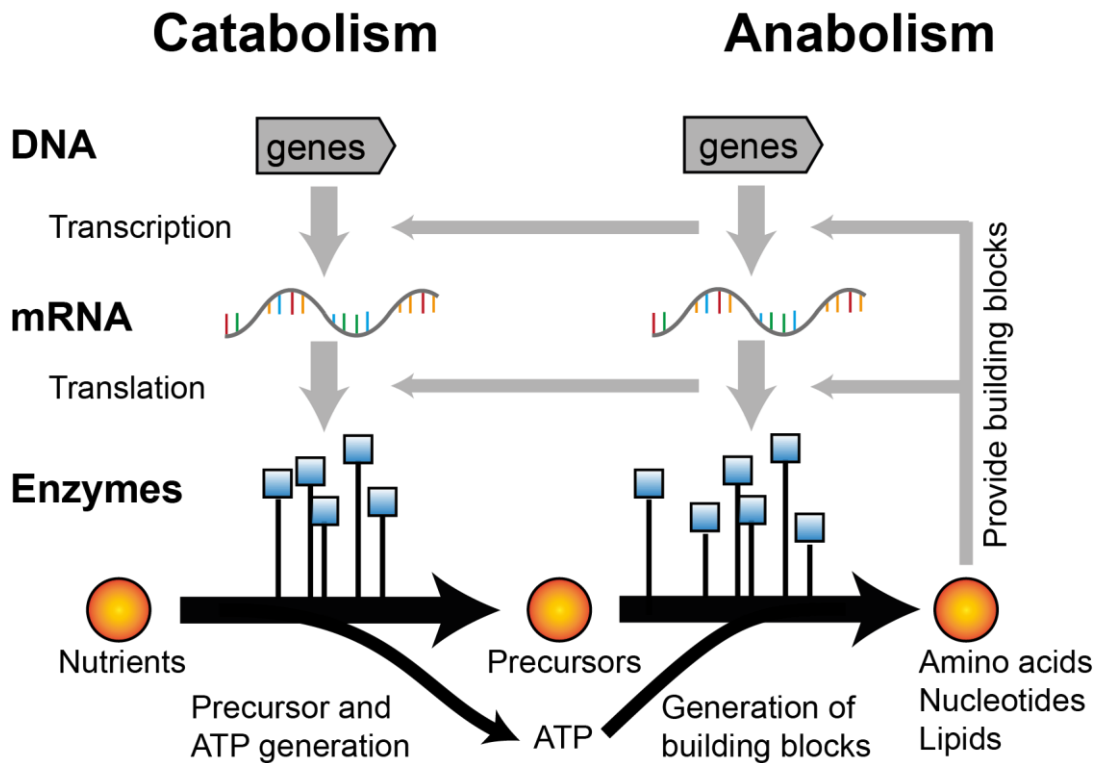 Catabolism
Anabolism
DNA
genes
genes
Transcription
mRNA
Translation
Enzymes
Provide building blocks
Nutrients
Precursors
Amino acids
Nucleotides
Lipids
Precursor and
ATP generation
ATP
Generation of
building blocks